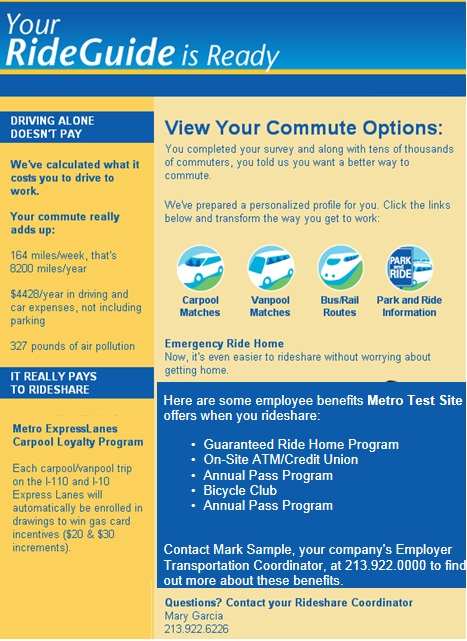 Your
RideGuide is Ready
DRIVING ALONE
DOESN'T PAY
We've calculated what it
costs you to drive to
work.
Your commute really
adds up:
164 miles/week, that's
8200 miles/year
$4428/year in driving and
car expenses, not including
parking
327 pounds of air pollution
IT REALLY PAYS
TO RIDESHARE
Metro ExpressLanes
Carpool Loyalty Program
Each carpool/vanpool trip
on the I-110 and I-10
Express Lanes will
automatically be enrolled in
drawings to win gas card
incentives ($20 & $30
increments).
View Your Commute Options:
You completed your survey and along with tens of thousands
of commuters, you told us you want a better way to
commute.
We've prepared a personalized profile for you. Click the links
below and transform the way you get to work:
PARK
and
RIDE
Carpool
Matches
Vanpool
Matches
Bus/Rail
Routes
Park and Ride
Information
Emergency Ride Home
Now, it's even easier to rideshare without worrying about
getting home.
Here are some employee benefits Metro Test Site
offers when you rideshare:
• Guaranteed Ride Home Program
• On-Site ATM/Credit Union
• Annual Pass Program
• Bicycle Club
• Annual Pass Program
Contact Mark Sample, your company's Employer
Transportation Coordinator, at 213.922.0000 to find
out more about these benefits.
Questions? Contact your Rideshare Coordinator
Mary Garcia
213.922.6226